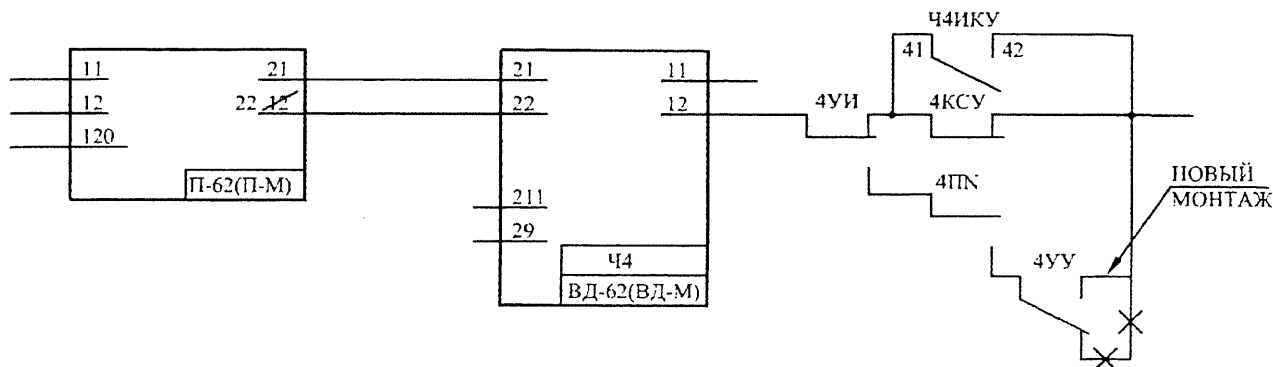 Ч4ИКУ
41 42
11 21
12 22 12
120
П-62(П-М)
21 11
22 12
211
29
Ч4
ВД-62(ВД-М)
4УИ
4КСУ
4ПN
4УУ
НОВЫЙ
МОНТАЖ